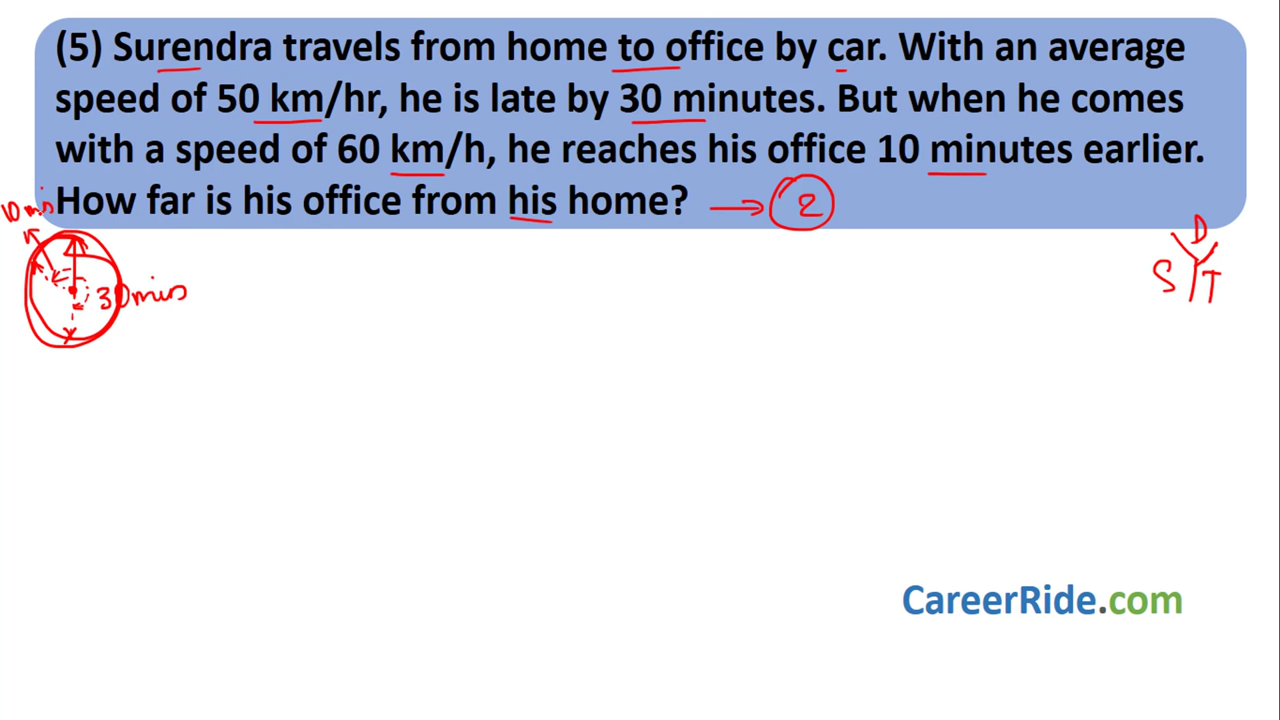 (5) Surendra travels from home to office by car. With an average
speed of 50 km/hr, he is late by 30 minutes. But when he comes
with a speed of 60 km/h, he reaches his office 10 minutes earlier.
How far is his office from his home? → 2
10 min
30 mins
D
S T
CareerRide.com